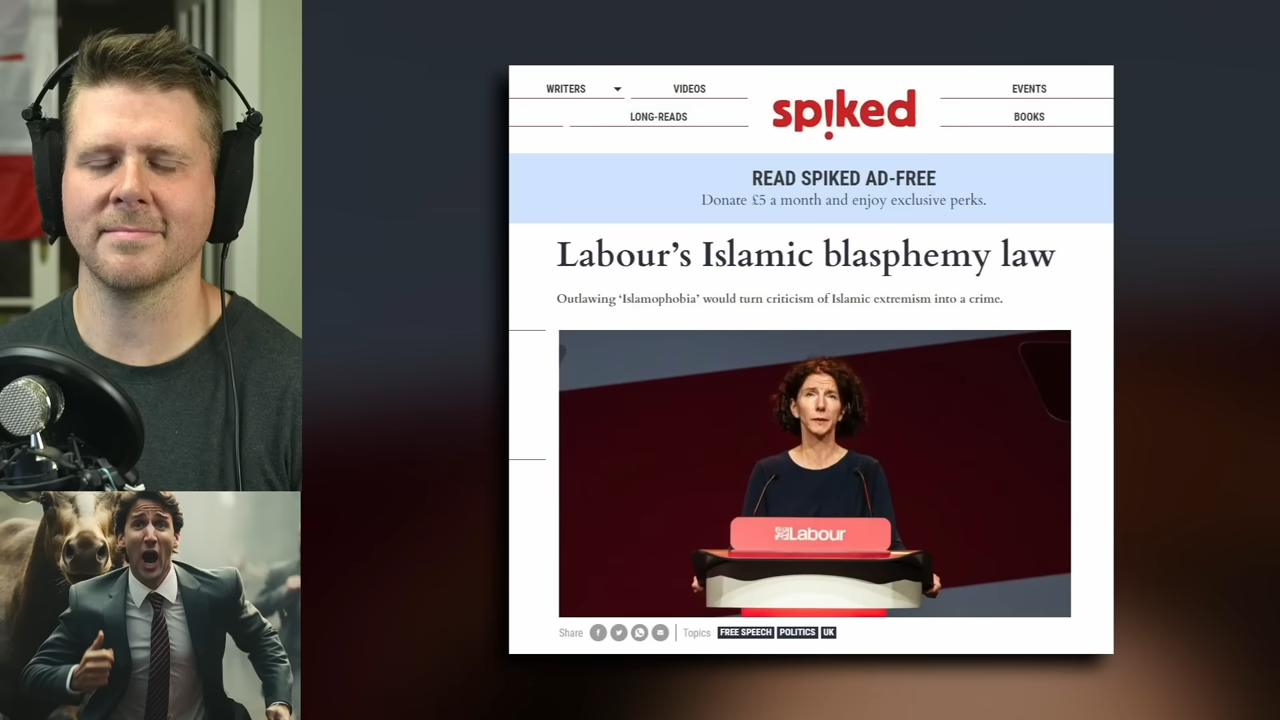 WRITERS
VIDEOS
LONG-READS
spiked
EVENTS
BOOKS
READ SPIKED AD-FREE
Donate £5 a month and enjoy exclusive perks.
Labour’s Islamic blasphemy law
Outlawing ‘Islamophobia’ would turn criticism of Islamic extremism into a crime.
Labour
Share
Topics
FREE SPEECH POLITICS UK